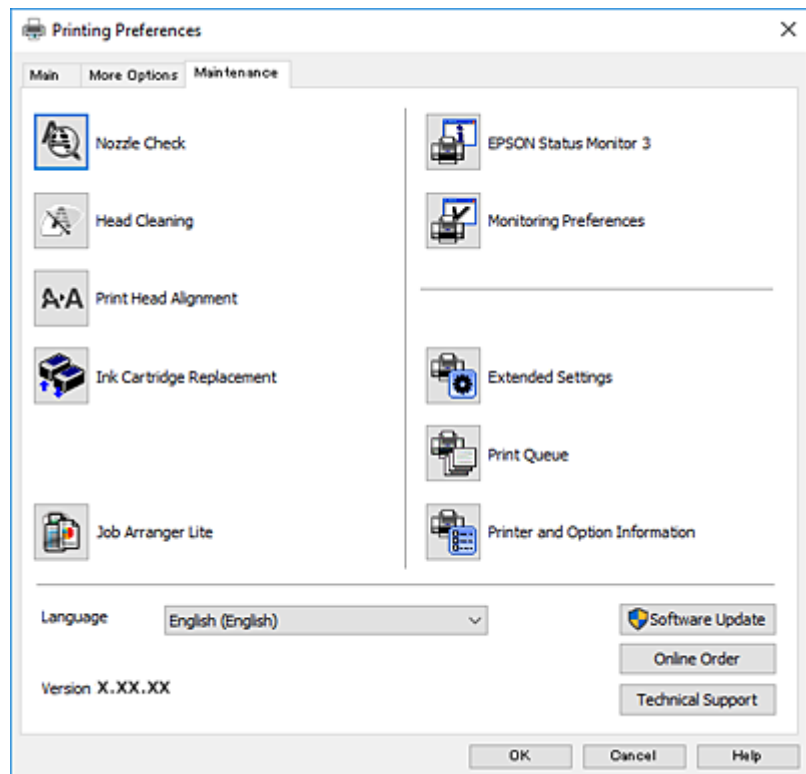 Printing Preferences
Main More Options Maintenance
Nozzle Check
EPSON Status Monitor 3
Head Cleaning
Monitoring Preferences
A·A Print Head Alignment
Ink Cartridge Replacement
Extended Settings
Print Queue
Job Arranger Lite
Printer and Option Information
Language English (English) Software Update
Online Order
Version X.XX.XX
Technical Support
OK Cancel Help